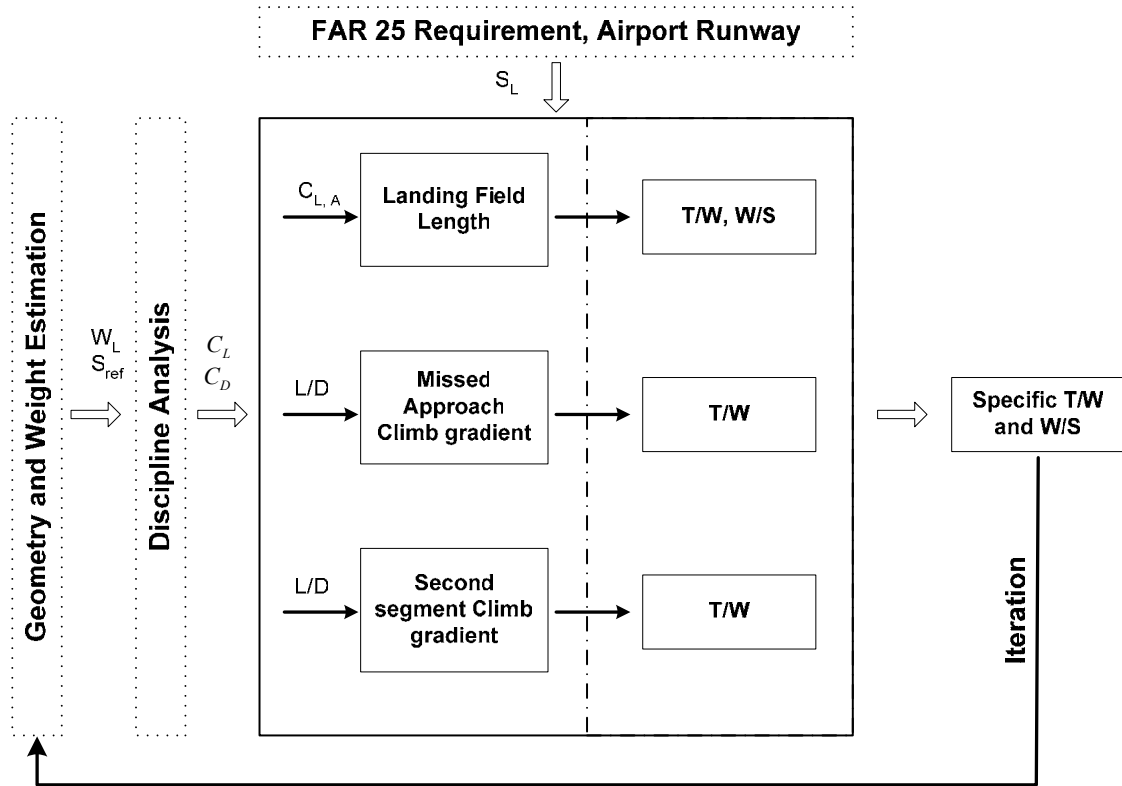 FAR 25 Requirement, Airport Runway
S_L
Geometry and Weight Estimation
W_L
S_ref
Discipline Analysis
C_L
C_D
C_L, A
Landing Field
Length
T/W, W/S
L/D
Missed
Approach
Climb gradient
T/W
L/D
Second
segment Climb
gradient
T/W
Specific T/W
and W/S
Iteration